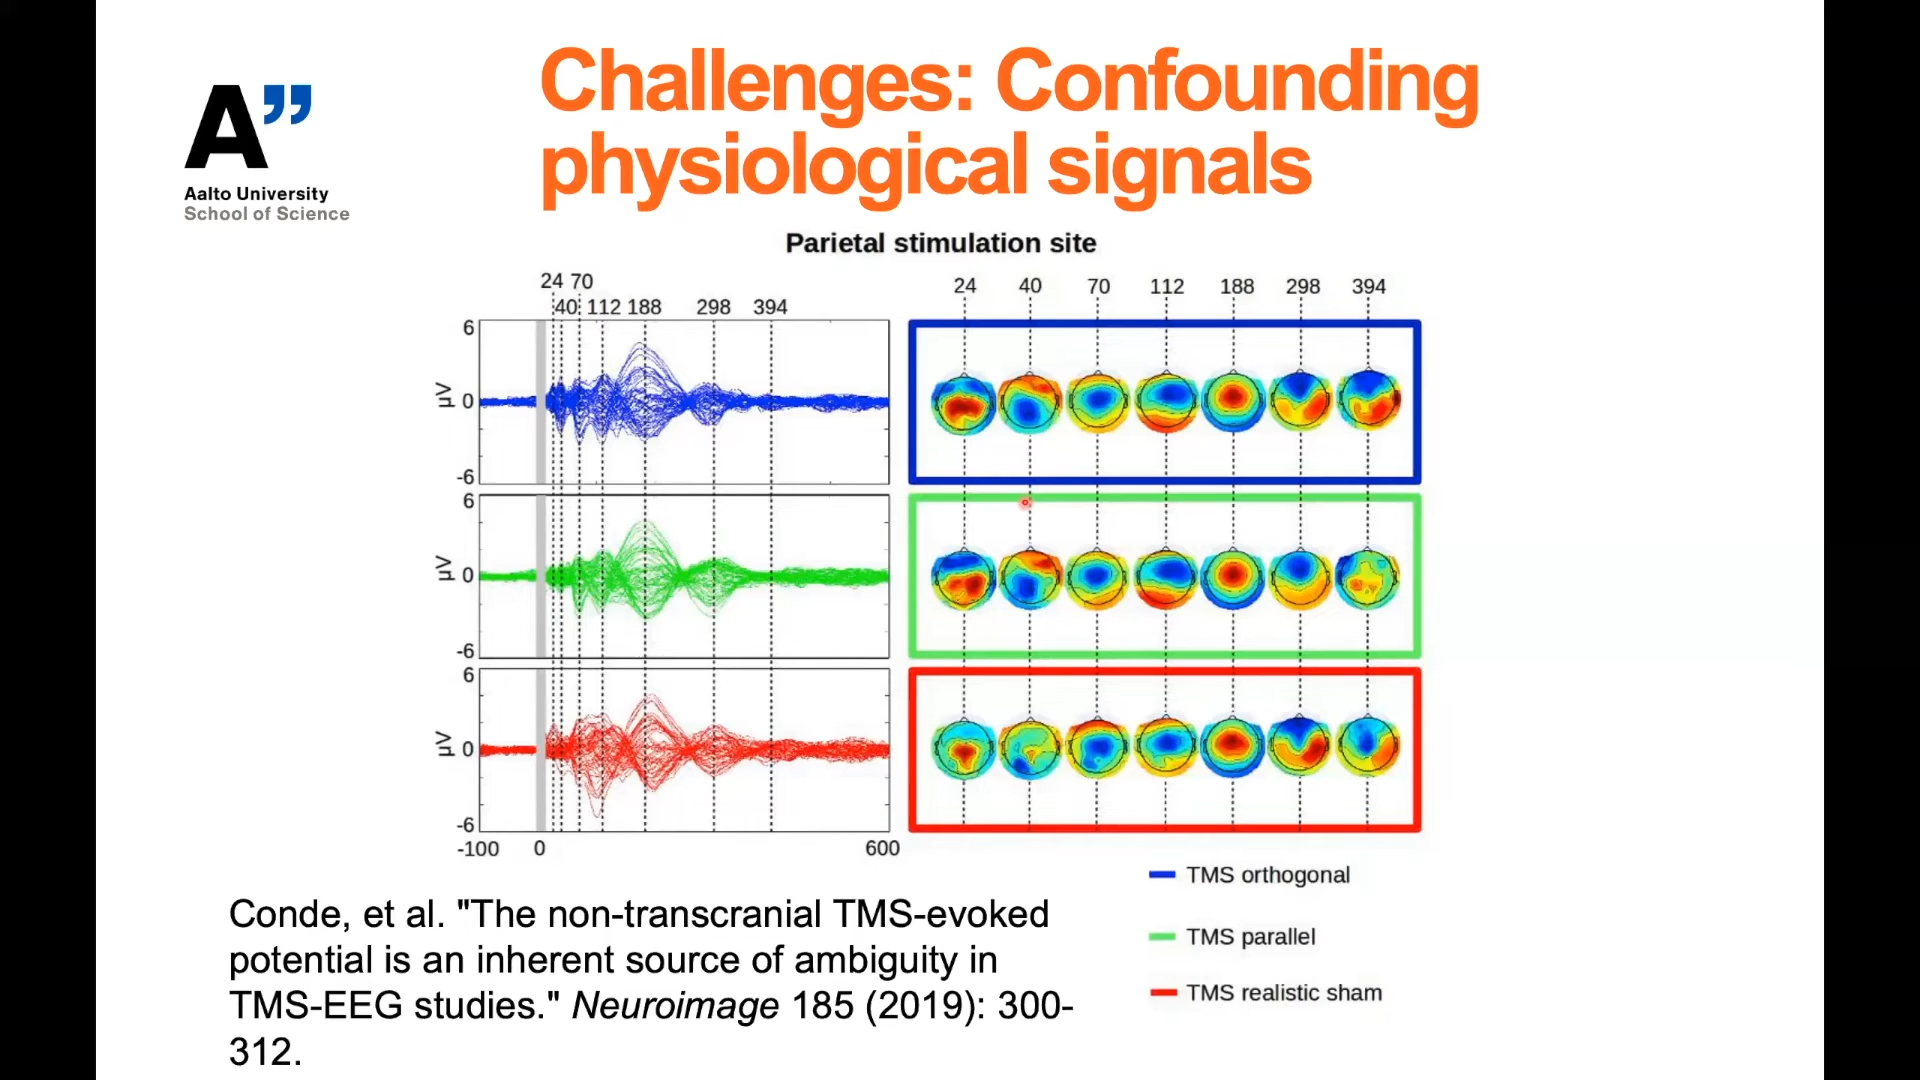 Challenges: Confounding
physiological signals
A”
Aalto University
School of Science
Parietal stimulation site
24 70
40 112 188 298 394
24 40 70 112 188 298 394
6
µV 0
-6
6
µV 0
-6
6
µV 0
-6
-100 0 600
TMS orthogonal
TMS parallel
TMS realistic sham
Conde, et al. "The non-transcranial TMS-evoked
potential is an inherent source of ambiguity in
TMS-EEG studies." Neuroimage 185 (2019): 300-
312.